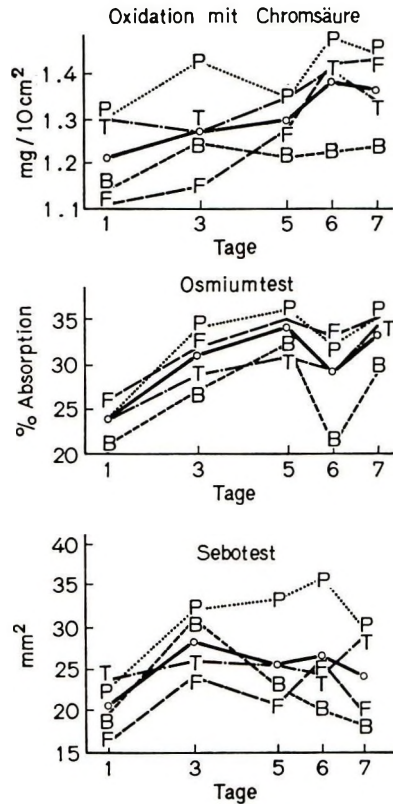 Oxidation mit Chromsäure
mg/10cm²
1.4
1.3
1.2
1.1
P
T
B
F
P
T
B
F
P
F
B
P
T
F
B
P
F
T
B
1 3 5 6 7
Tage
Osmiumtest
% Absorption
35
30
25
20
F
B
P
F
T
B
P
B
T
P
F
B
P
T
B
1 3 5 6 7
Tage
Sebotest
mm²
40
35
30
25
20
15
T
P
B
F
P
B
T
F
P
B
F
P
F
T
B
P
T
F
B
1 3 5 6 7
Tage